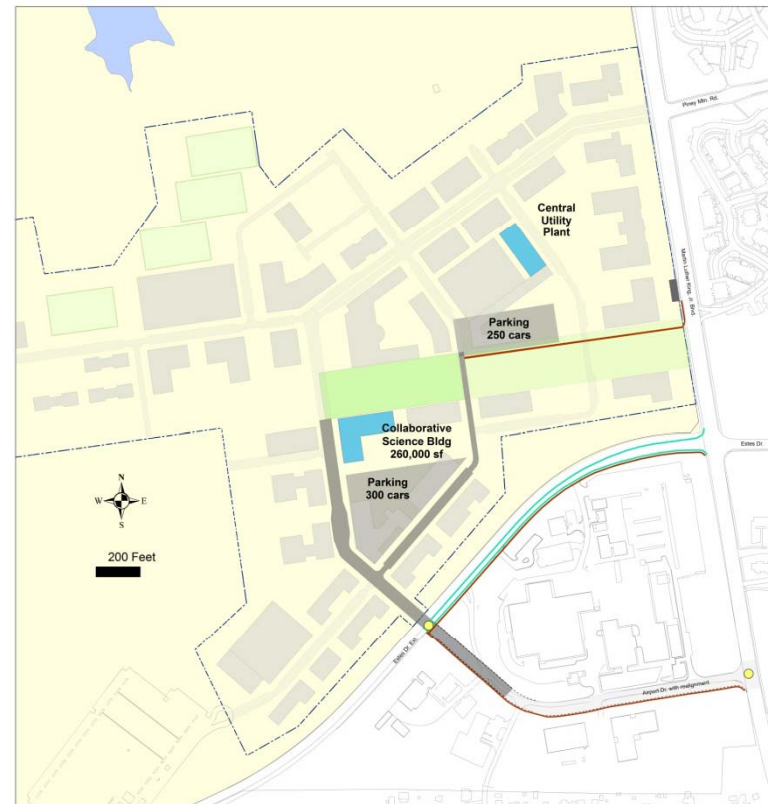 Piney Mtn. Rd.
Central
Utility
Plant
Martin Luther King, Jr. Blvd.
Parking
250 cars
Collaborative
Science Bldg
260,000 sf
Estes Dr.
Parking
300 cars
N
W E
S
200 Feet
Estes Dr. Ext.
Airport Dr. with realignment